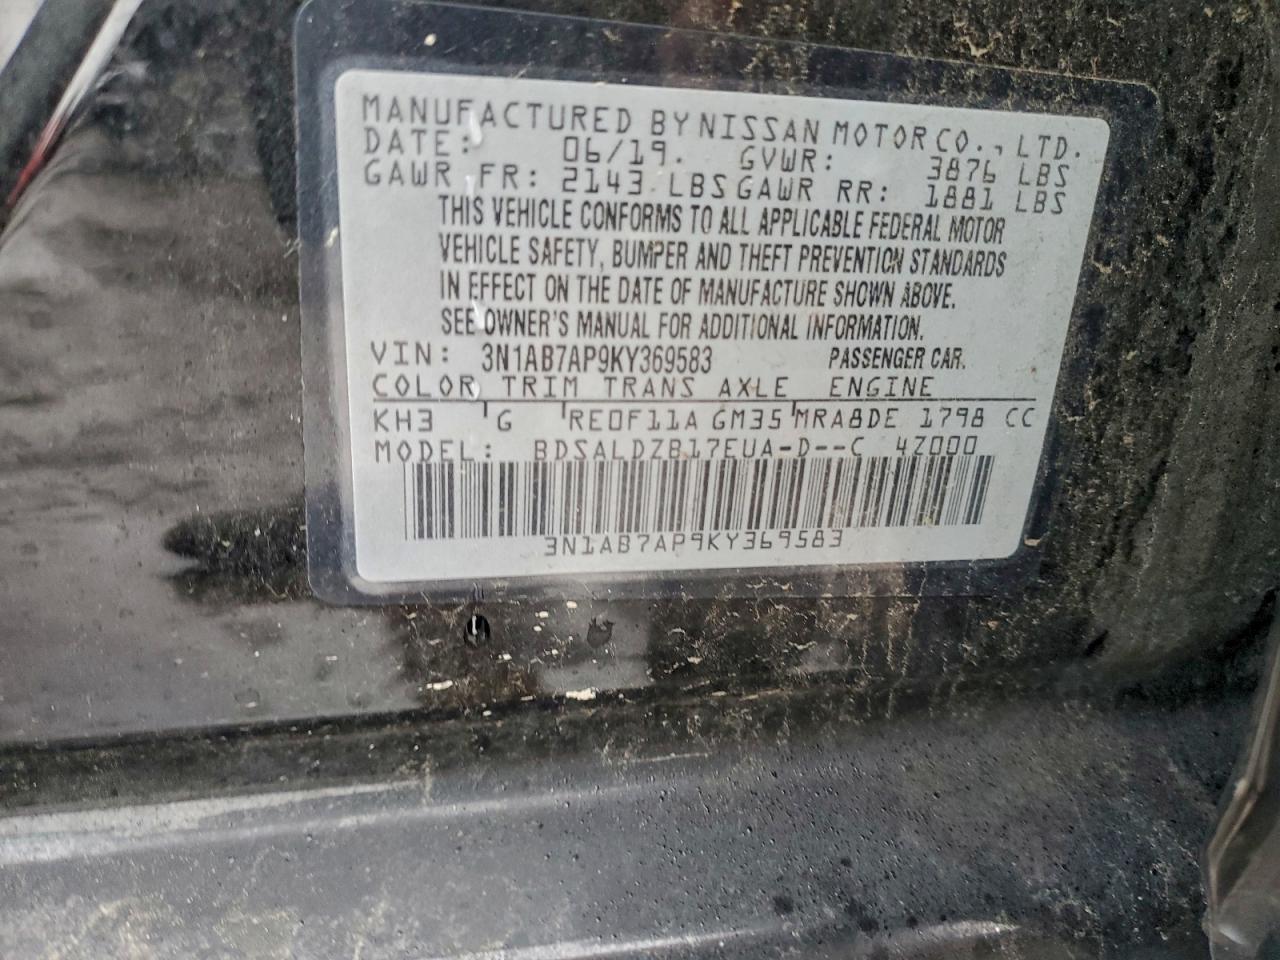 MANUFACTURED BY NISSAN MOTOR CO., LTD.
DATE: 06/19. GVWR: 3876 LBS
GAWR FR: 2143 LBS GAWR RR: 1881 LBS
THIS VEHICLE CONFORMS TO ALL APPLICABLE FEDERAL MOTOR
VEHICLE SAFETY, BUMPER AND THEFT PREVENTION STANDARDS
IN EFFECT ON THE DATE OF MANUFACTURE SHOWN ABOVE.
SEE OWNER'S MANUAL FOR ADDITIONAL INFORMATION.
VIN: 3N1AB7AP9KY369583 PASSENGER CAR.
COLOR TRIM TRANS AXLE ENGINE
KH3 G RE0F11A GM35 MRA8DE 1798 CC
MODEL: BDSALDZB17EUA-D--C 4Z000
3N1AB7AP9KY369583